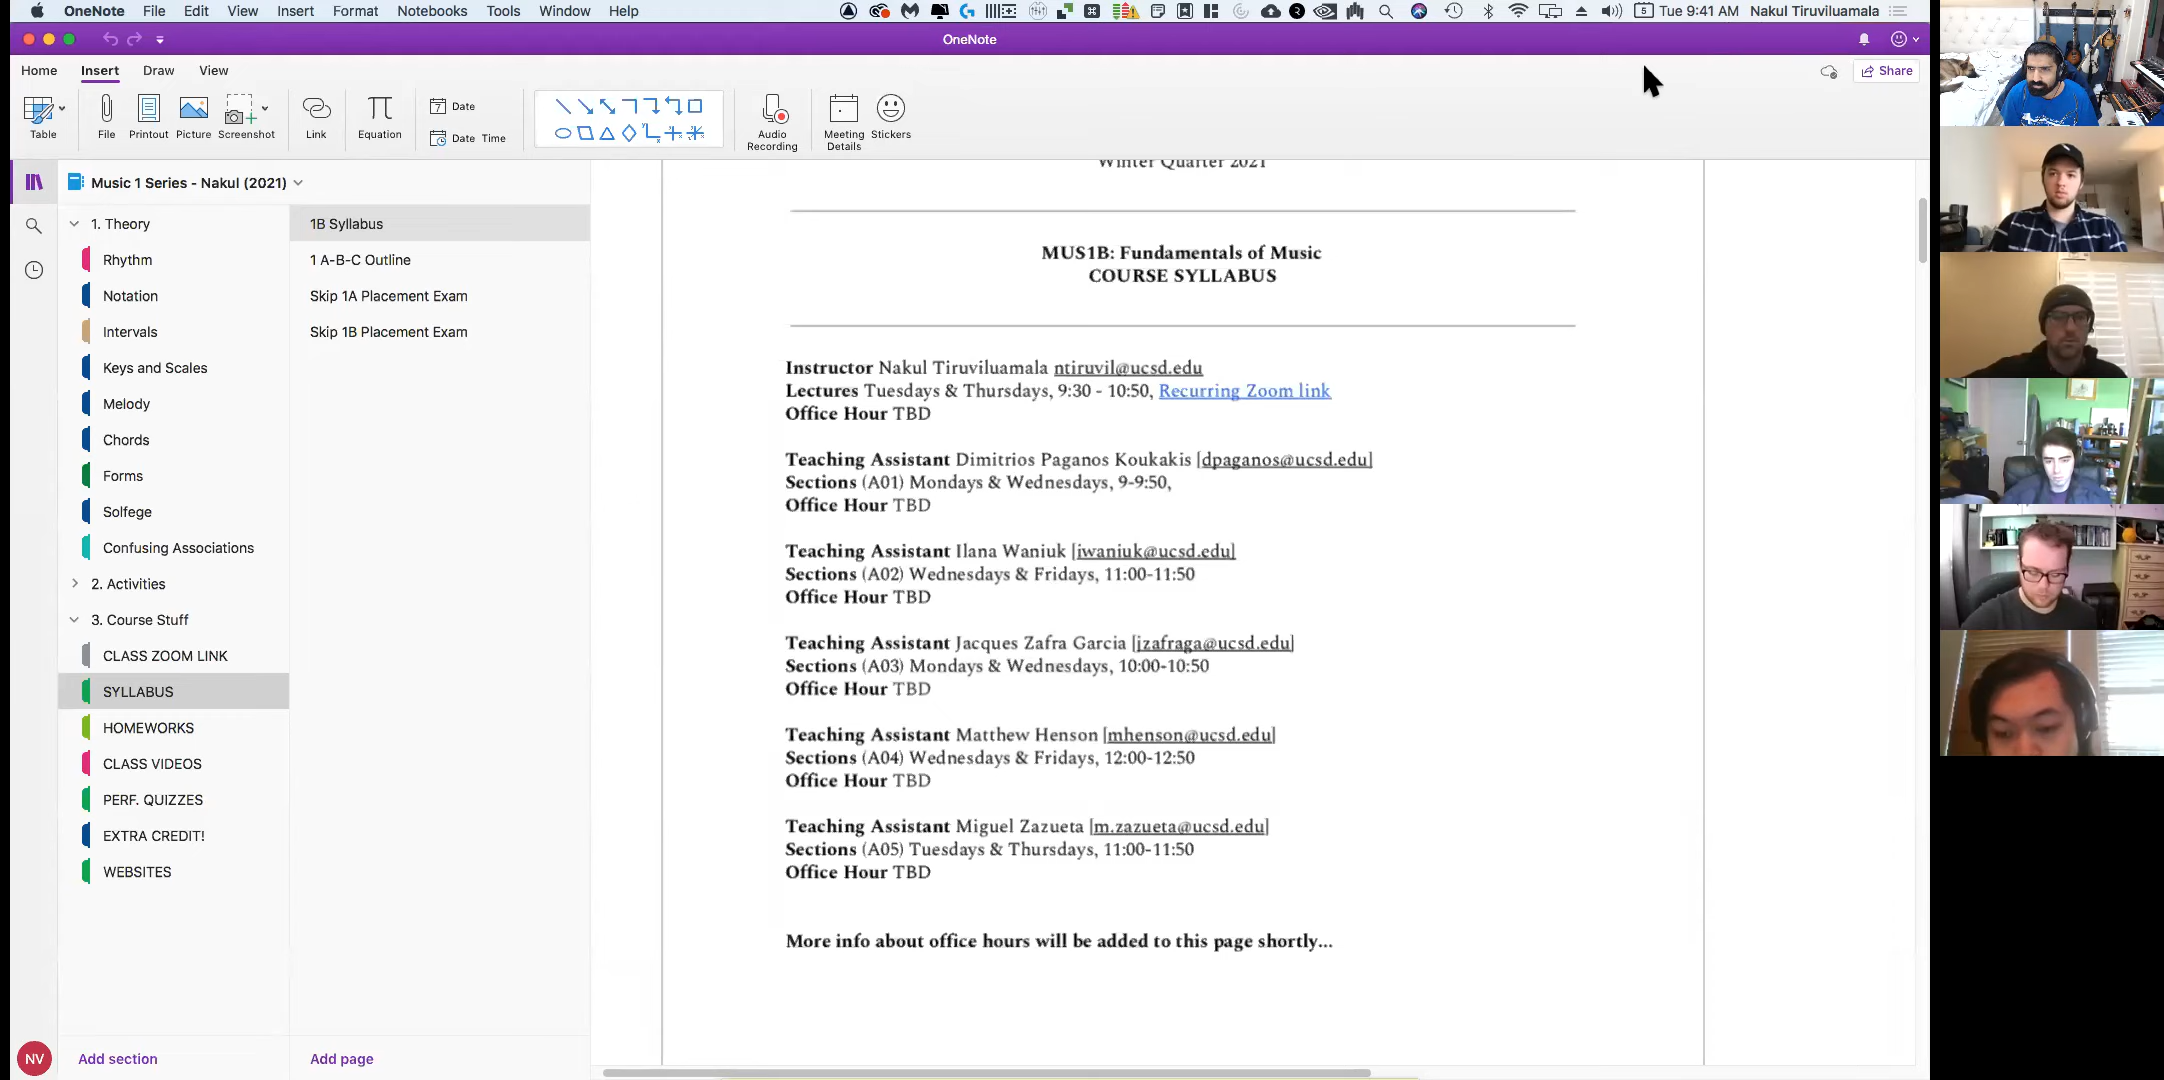 OneNote File Edit View Insert Format Notebooks Tools Window Help Tue 9:41 AM Nakul Tiruviluamala
OneNote
Home Insert Draw View Share
Table File Printout Picture Screenshot Link Equation Date Date Time Audio Recording Meeting Details Stickers
Music 1 Series - Nakul (2021)
1. Theory
Rhythm
Notation
Intervals
Keys and Scales
Melody
Chords
Forms
Solfege
Confusing Associations
2. Activities
3. Course Stuff
CLASS ZOOM LINK
SYLLABUS
HOMEWORKS
CLASS VIDEOS
PERF. QUIZZES
EXTRA CREDIT!
WEBSITES
NV
Add section
1B Syllabus
1 A-B-C Outline
Skip 1A Placement Exam
Skip 1B Placement Exam
Add page
Winter Quarter 2021
MUS1B: Fundamentals of Music
COURSE SYLLABUS
Instructor Nakul Tiruviluamala ntiruvil@ucsd.edu
Lectures Tuesdays & Thursdays, 9:30 - 10:50, Recurring Zoom link
Office Hour TBD
Teaching Assistant Dimitrios Paganos Koukakis [dpaganos@ucsd.edu]
Sections (A01) Mondays & Wednesdays, 9-9:50,
Office Hour TBD
Teaching Assistant Ilana Waniuk [iwaniuk@ucsd.edu]
Sections (A02) Wednesdays & Fridays, 11:00-11:50
Office Hour TBD
Teaching Assistant Jacques Zafra Garcia [jzafraga@ucsd.edu]
Sections (A03) Mondays & Wednesdays, 10:00-10:50
Office Hour TBD
Teaching Assistant Matthew Henson [mhenson@ucsd.edu]
Sections (A04) Wednesdays & Fridays, 12:00-12:50
Office Hour TBD
Teaching Assistant Miguel Zazueta [m.zazueta@ucsd.edu]
Sections (A05) Tuesdays & Thursdays, 11:00-11:50
Office Hour TBD
More info about office hours will be added to this page shortly...